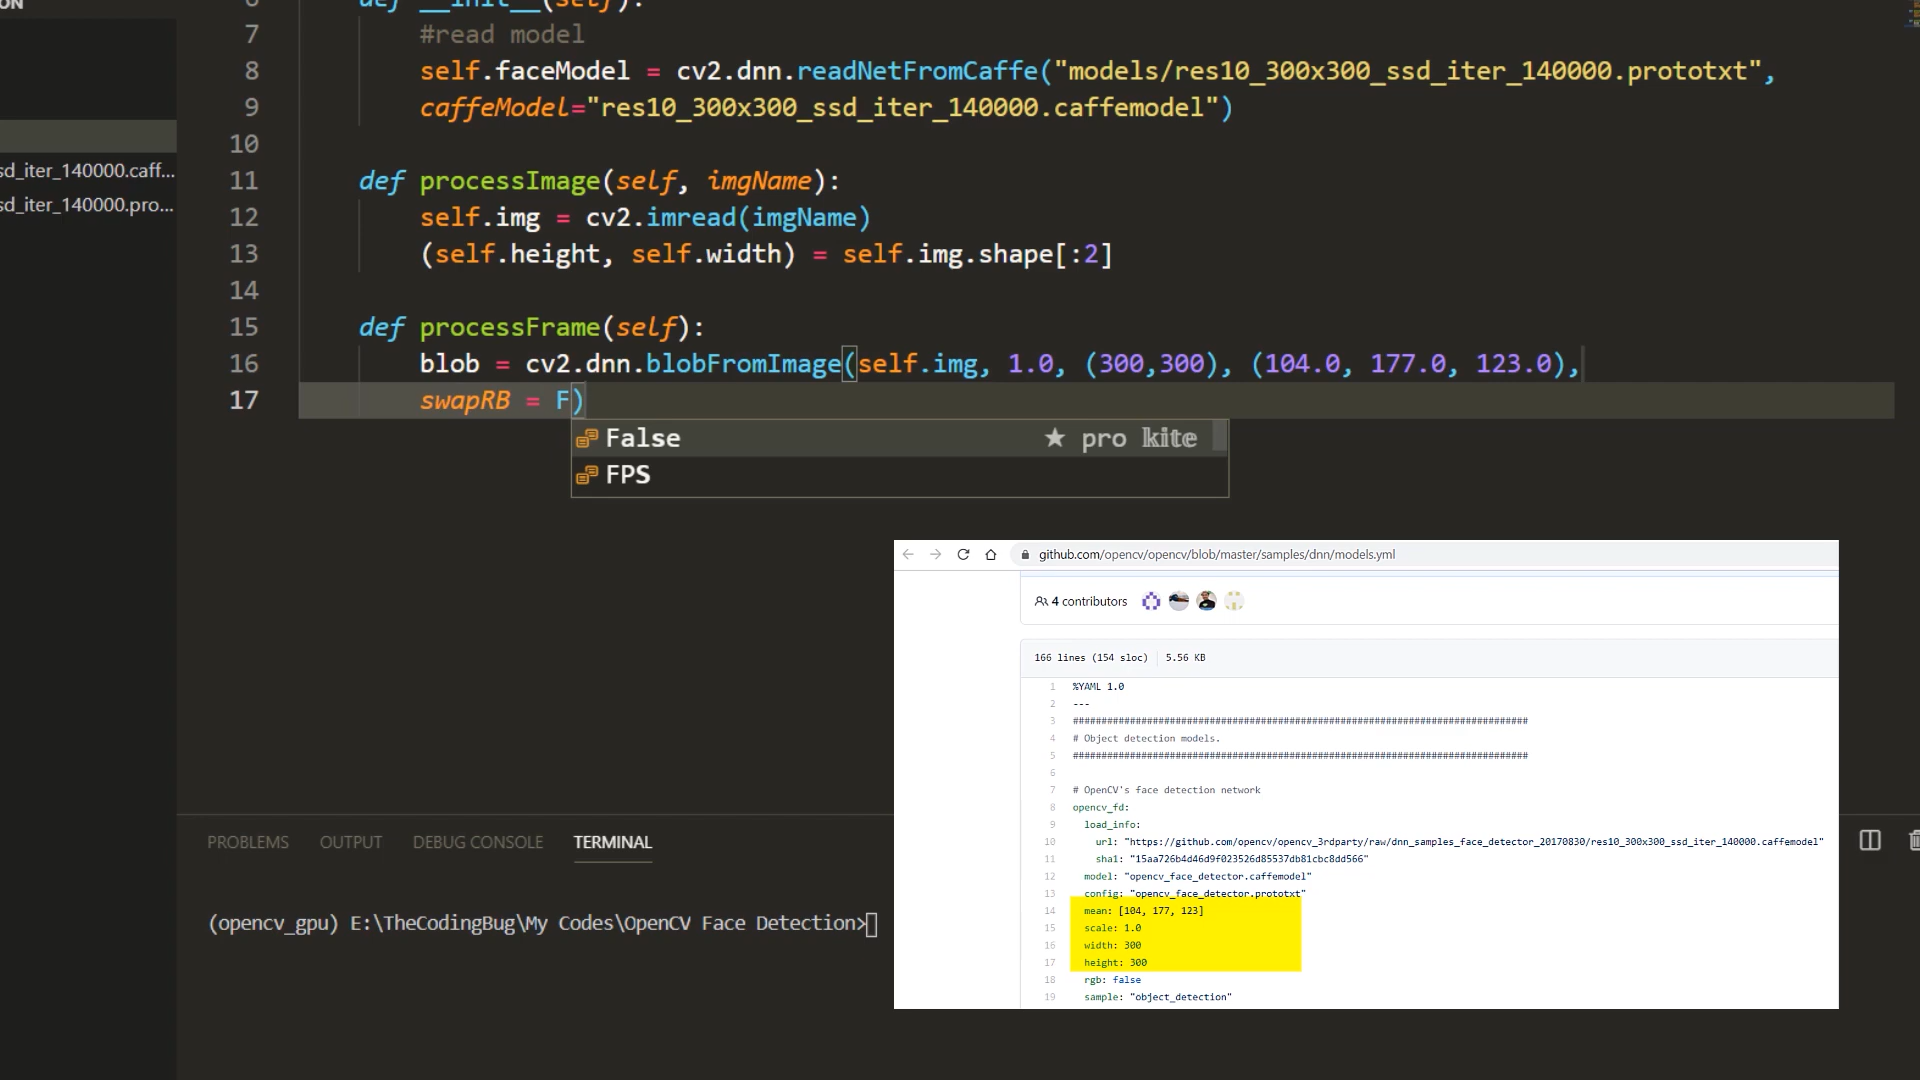 ON
6 def __init__(self):
7 #read model
8 self.faceModel = cv2.dnn.readNetFromCaffe("models/res10_300x300_ssd_iter_140000.prototxt",
9 caffeModel="res10_300x300_ssd_iter_140000.caffemodel")
10
sd_iter_140000.caff...
11 def processImage(self, imgName):
sd_iter_140000.pro...
12 self.img = cv2.imread(imgName)
13 (self.height, self.width) = self.img.shape[:2]
14
15 def processFrame(self):
16 blob = cv2.dnn.blobFromImage(self.img, 1.0, (300,300), (104.0, 177.0, 123.0),
17 swapRB = F)
False ★ pro kite
FPS
github.com/opencv/opencv/blob/master/samples/dnn/models.yml
4 contributors
166 lines (154 sloc) 5.56 KB
1 %YAML 1.0
2 ---
3 ################################################################################
4 # Object detection models.
5 ################################################################################
6
7 # OpenCV's face detection network
8 opencv_fd:
9 load_info:
10 url: "https://github.com/opencv/opencv_3rdparty/raw/dnn_samples_face_detector_20170830/res10_300x300_ssd_iter_140000.caffemodel"
11 sha1: "15aa726b4d46d9f023526d85537db81cbc8dd566"
12 model: "opencv_face_detector.caffemodel"
13 config: "opencv_face_detector.prototxt"
14 mean: [104, 177, 123]
15 scale: 1.0
16 width: 300
17 height: 300
18 rgb: false
19 sample: "object_detection"
PROBLEMS OUTPUT DEBUG CONSOLE TERMINAL
(opencv_gpu) E:\TheCodingBug\My Codes\OpenCV Face Detection>